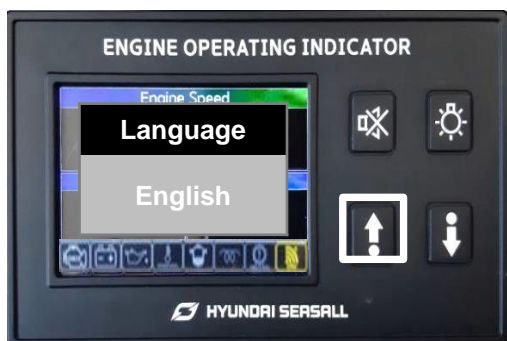 ENGINE OPERATING INDICATOR
Engine Speed
Language
English
HYUNDAI SEASALL